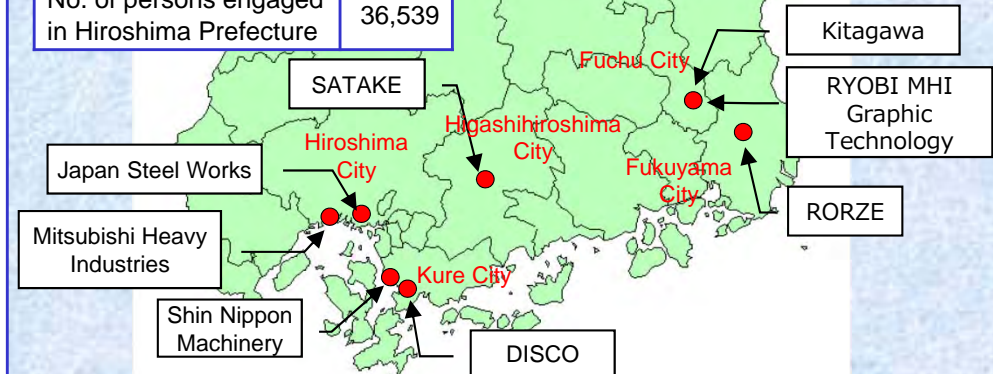 No. of persons engaged
in Hiroshima Prefecture
36,539
Kitagawa
Fuchu City
SATAKE
RYOBI MHI
Graphic
Technology
Higashihiroshima
City
Hiroshima
City
Japan Steel Works
Fukuyama
City
RORZE
Mitsubishi Heavy
Industries
Kure City
Shin Nippon
Machinery
DISCO